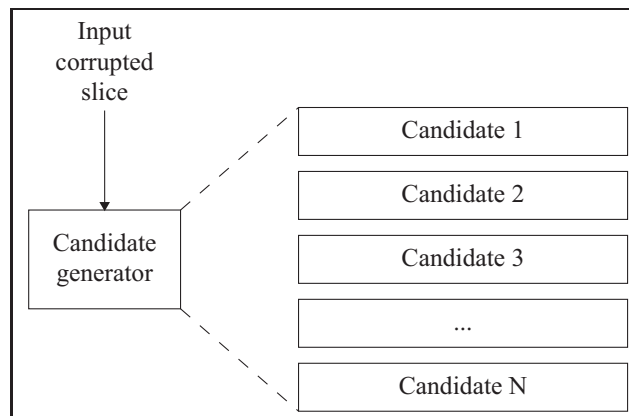 Input
corrupted
slice
Candidate
generator
Candidate 1
Candidate 2
Candidate 3
...
Candidate N